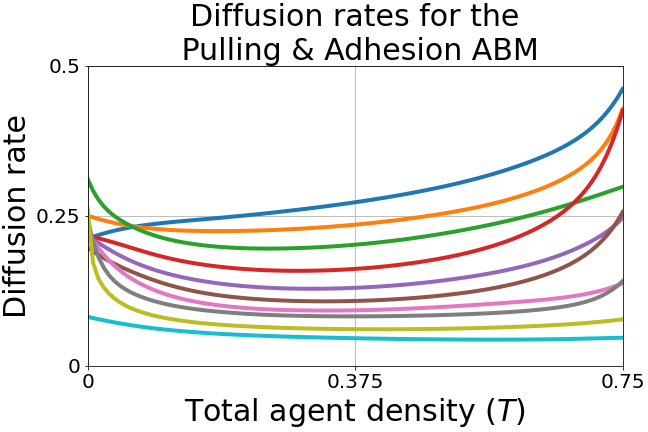 Diffusion rates for the
Pulling & Adhesion ABM
0.5
0.25
0
Diffusion rate
0
0.375
0.75
Total agent density (T)